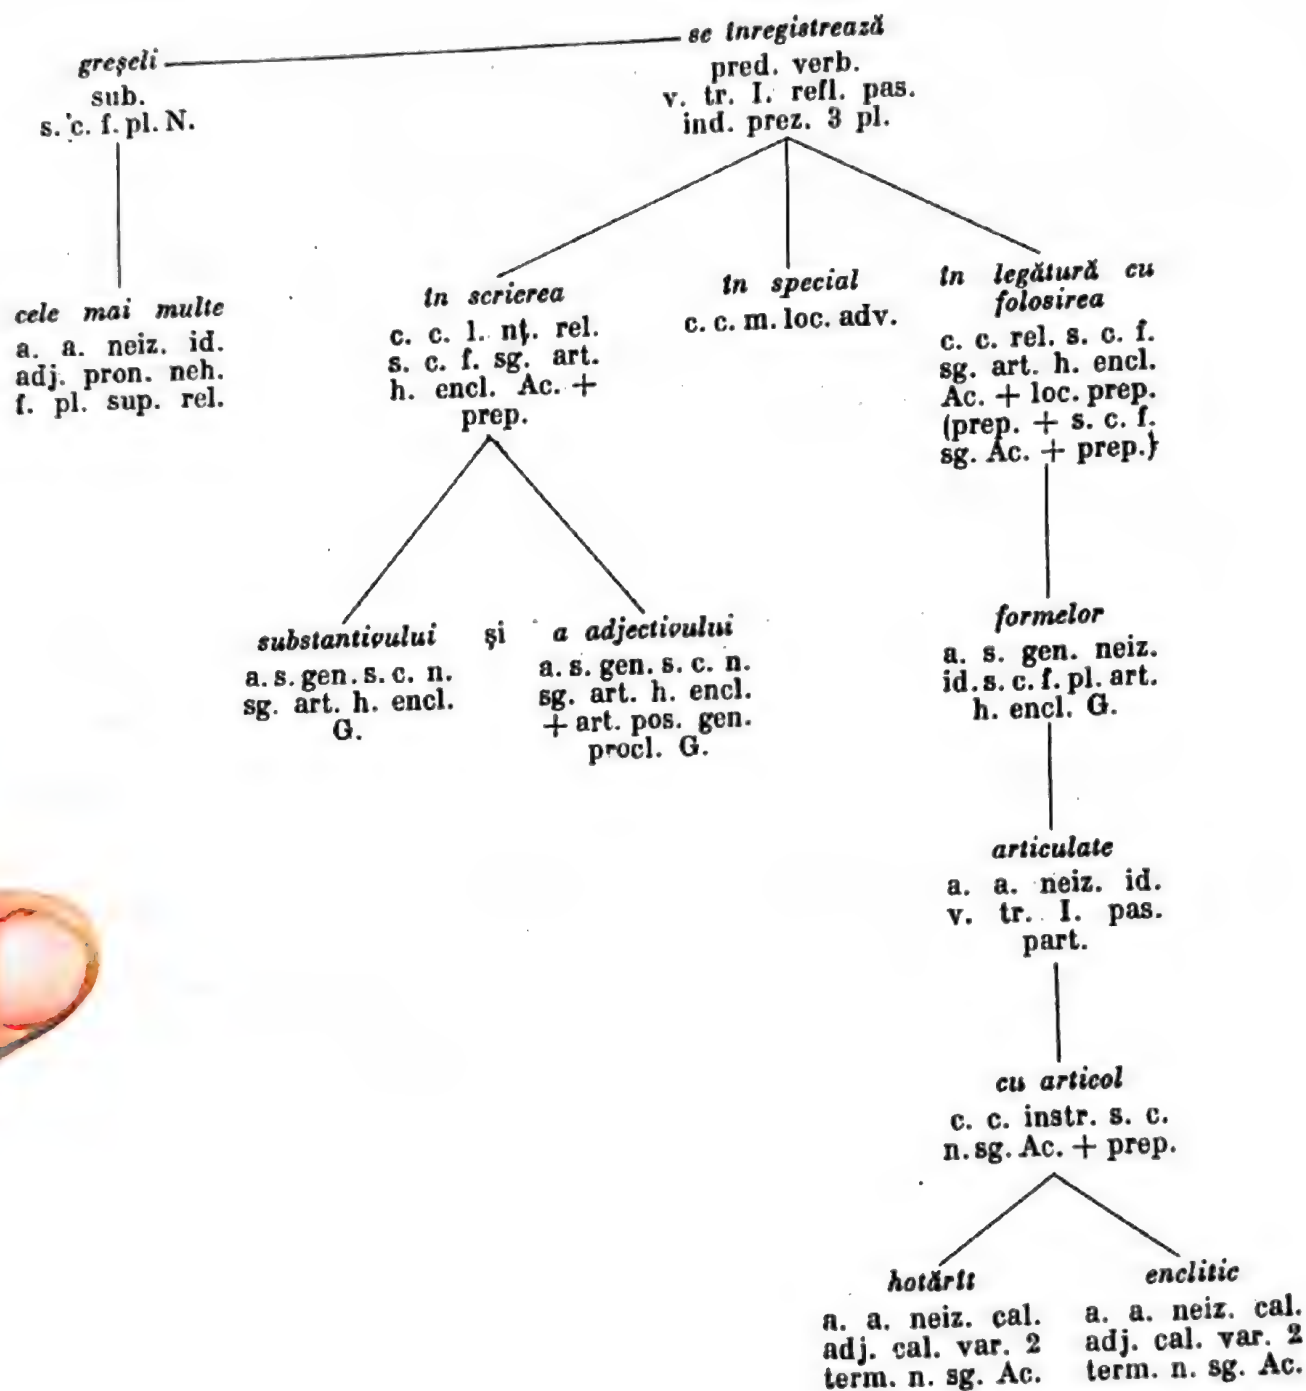 greşeli
sub.
s. c. f. pl. N.
se înregistrează
pred. verb.
v. tr. I. refl. pas.
ind. prez. 3 pl.
cele mai multe
a. a. neiz. id.
adj. pron. neh.
f. pl. sup. rel.
în scrierea
c. c. l. nţ. rel.
s. c. f. sg. art.
h. encl. Ac. +
prep.
în special
c. c. m. loc. adv.
în legătură cu
folosirea
c. c. rel. s. c. f.
sg. art. h. encl.
Ac. + loc. prep.
(prep. + s. c. f.
sg. Ac. + prep.)
substantivului şi a adjectivului
a. s. gen. s. c. n.
sg. art. h. encl.
G.
a. s. gen. s. c. n.
sg. art. h. encl.
+ art. pos. gen.
procl. G.
formelor
a. s. gen. neiz.
id. s. c. f. pl. art.
h. encl. G.
articulate
a. a. neiz. id.
v. tr. I. pas.
part.
cu articol
c. c. instr. s. c.
n. sg. Ac. + prep.
hotărît
a. a. neiz. cal.
adj. cal. var. 2
term. n. sg. Ac.
enclitic
a. a. neiz. cal.
adj. cal. var. 2
term. n. sg. Ac.